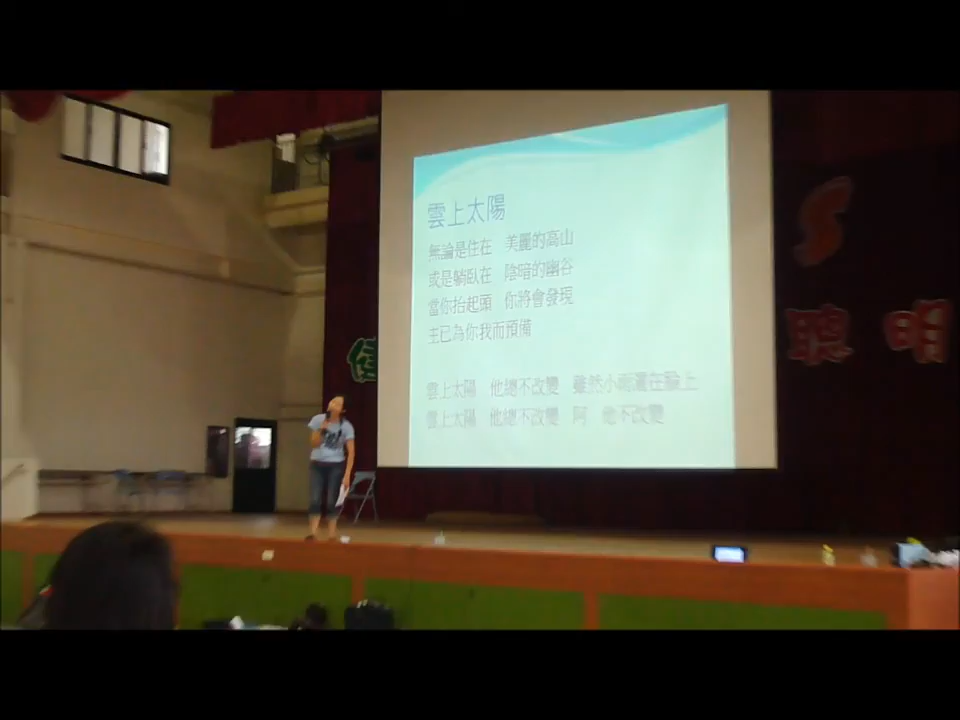 雲上太陽
無論是住在　美麗的高山
或是躺臥在　陰暗的幽谷
當你抬起頭　你將會發現
主已為你我而預備
雲上太陽　他總不改變　雖然小雨灑在臉上
雲上太陽　他總不改變　阿　他不改變
S
聰 明